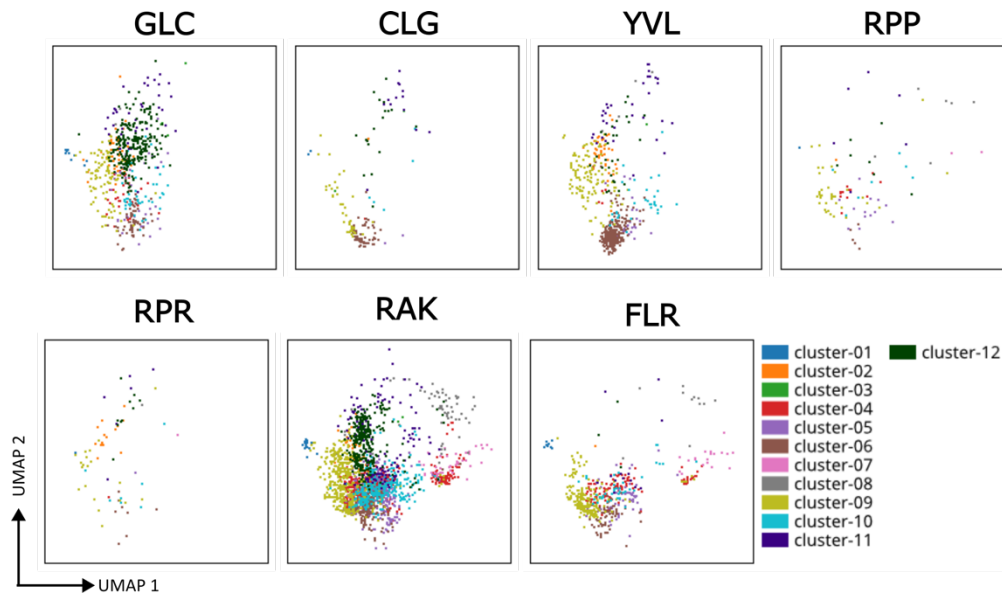 GLC
CLG
YVL
RPP
RPR
RAK
FLR
cluster-01
cluster-02
cluster-03
cluster-04
cluster-05
cluster-06
cluster-07
cluster-08
cluster-09
cluster-10
cluster-11
cluster-12
UMAP 2
UMAP 1